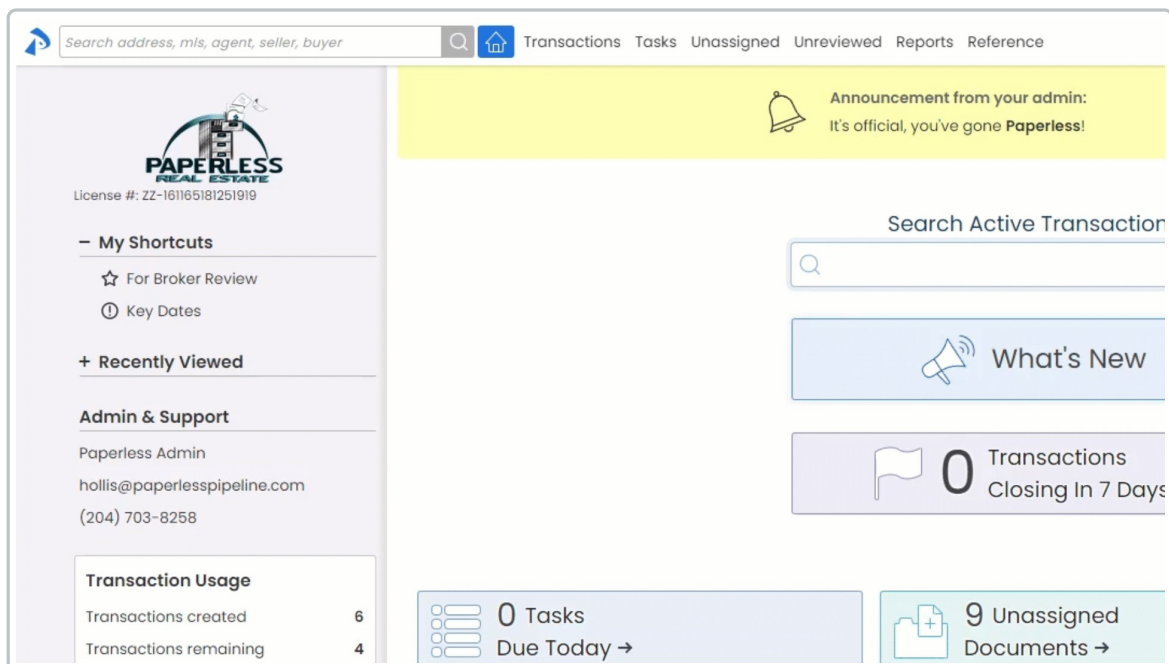 Search address, mls, agent, seller, buyer
Transactions Tasks Unassigned Unreviewed Reports Reference
PAPERLESS
REAL ESTATE
License #: ZZ-161165181251919
− My Shortcuts
For Broker Review
Key Dates
+ Recently Viewed
Admin & Support
Paperless Admin
hollis@paperlesspipeline.com
(204) 703-8258
Transaction Usage
Transactions created 6
Transactions remaining 4
Announcement from your admin:
It's official, you've gone Paperless!
Search Active Transaction
What's New
0 Transactions
Closing In 7 Days
0 Tasks
Due Today →
9 Unassigned
Documents →